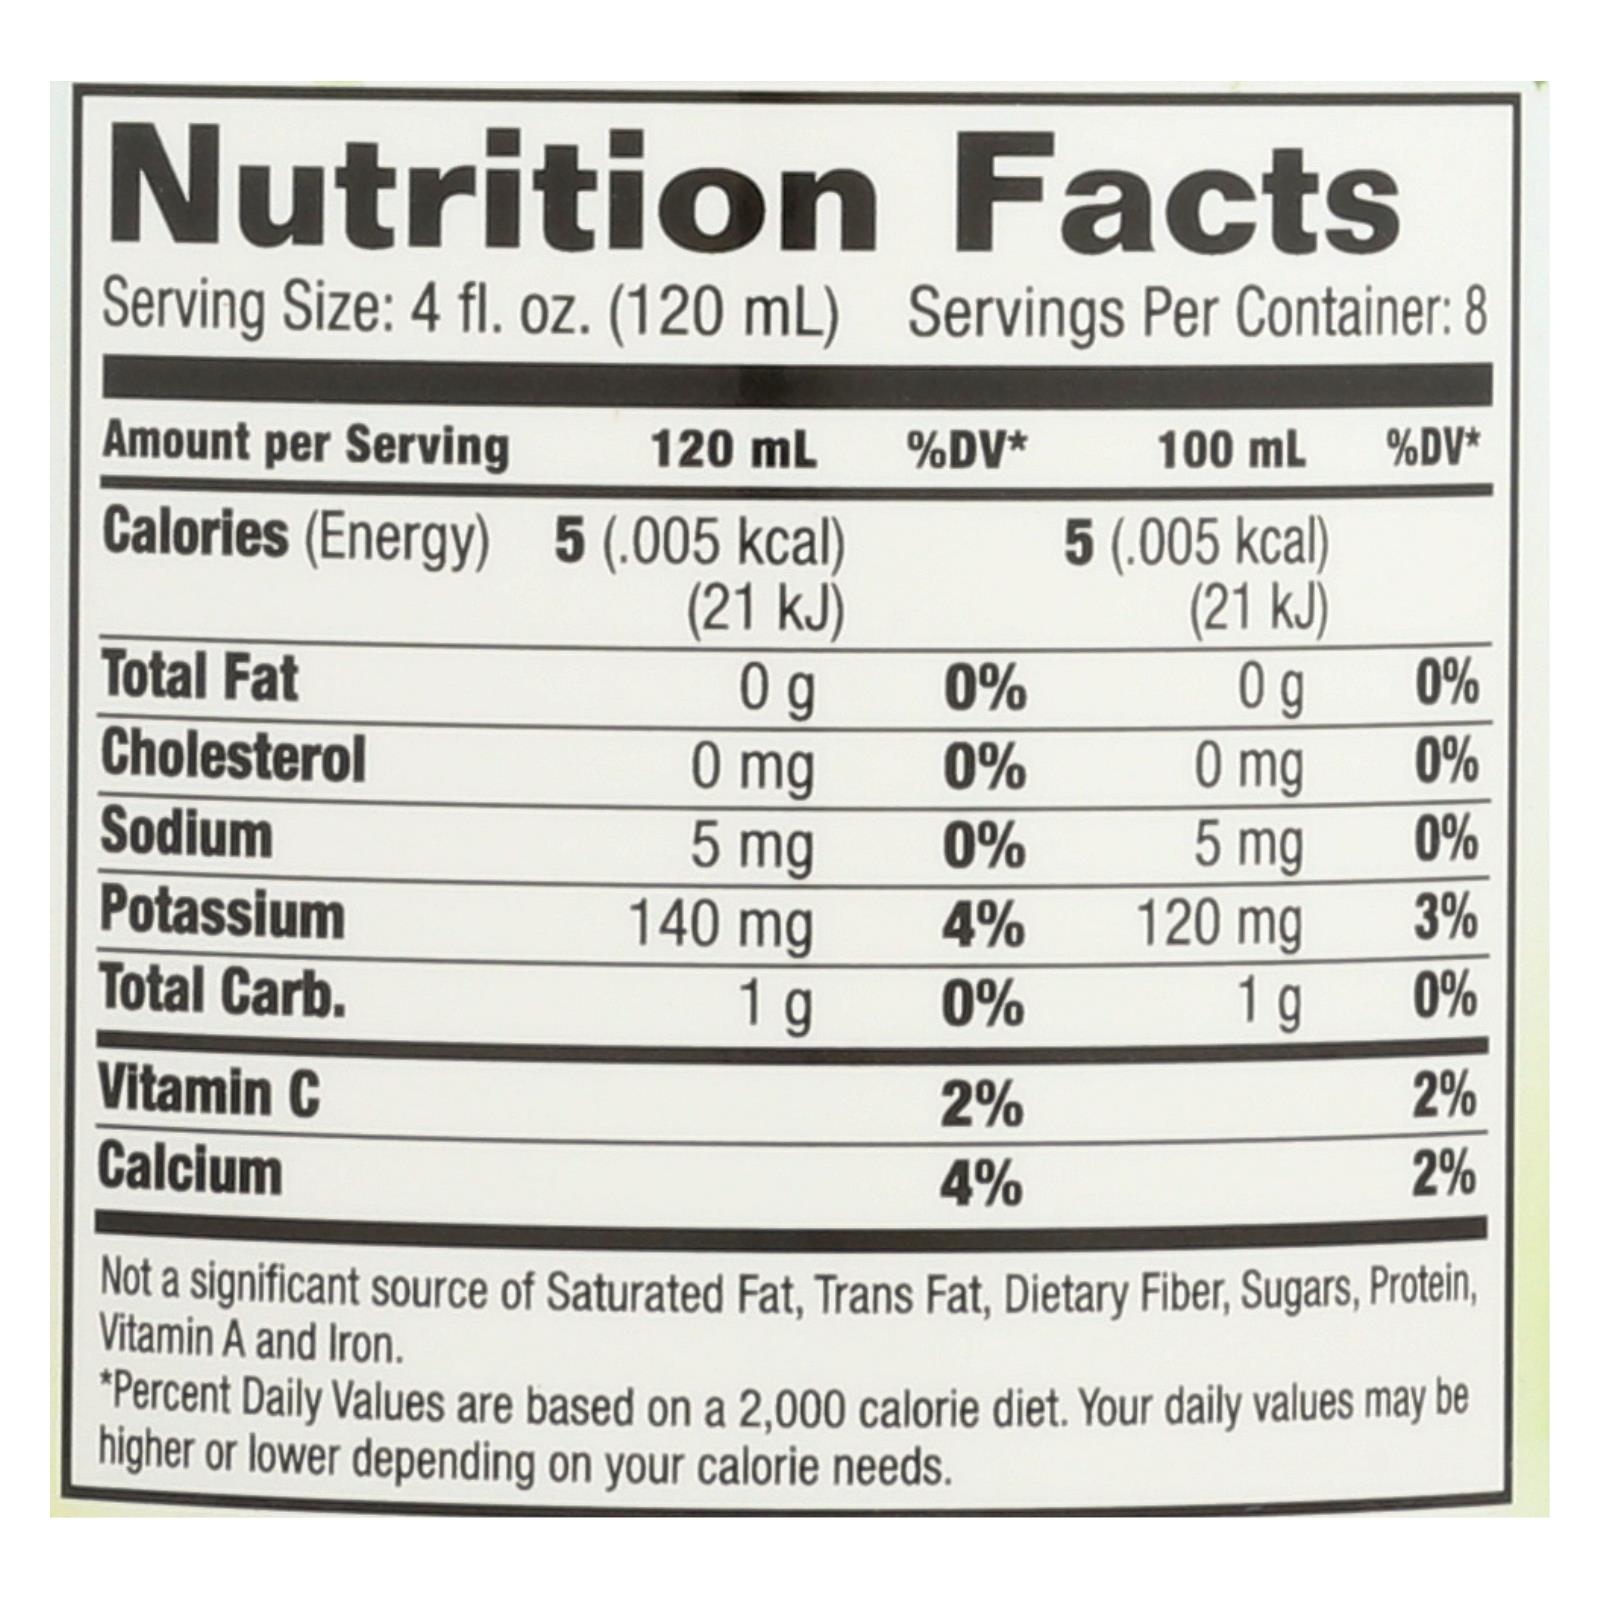 Nutrition Facts
Serving Size: 4 fl. oz. (120 mL) Servings Per Container: 8
Amount per Serving 120 mL %DV* 100 mL %DV*
Calories (Energy) 5 (.005 kcal) 5 (.005 kcal)
(21 kJ) (21 kJ)
Total Fat 0 g 0% 0 g 0%
Cholesterol 0 mg 0% 0 mg 0%
Sodium 5 mg 0% 5 mg 0%
Potassium 140 mg 4% 120 mg 3%
Total Carb. 1 g 0% 1 g 0%
Vitamin C 2% 2%
Calcium 4% 2%
Not a significant source of Saturated Fat, Trans Fat, Dietary Fiber, Sugars, Protein,
Vitamin A and Iron.
*Percent Daily Values are based on a 2,000 calorie diet. Your daily values may be
higher or lower depending on your calorie needs.